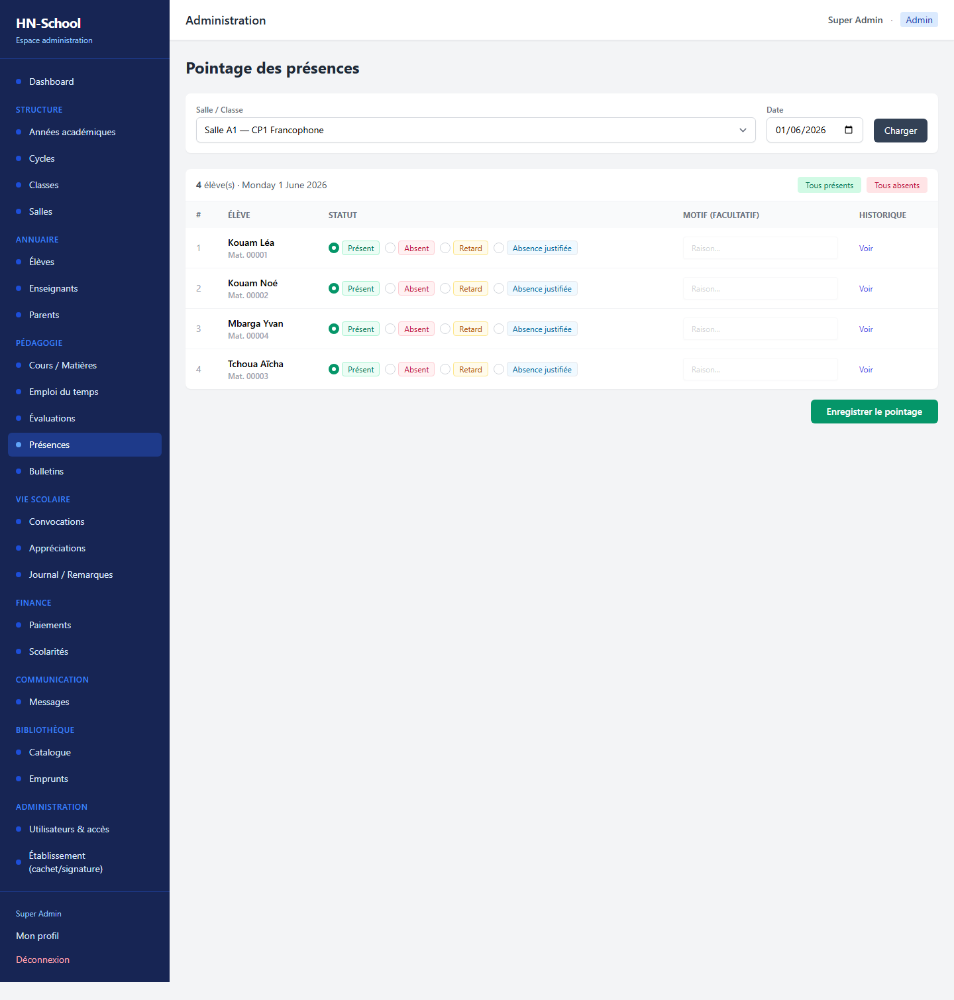 HN-School
Espace administration
Dashboard
STRUCTURE
Années académiques
Cycles
Classes
Salles
ANNUAIRE
Élèves
Enseignants
Parents
PÉDAGOGIE
Cours / Matières
Emploi du temps
Évaluations
Présences
Bulletins
VIE SCOLAIRE
Convocations
Appréciations
Journal / Remarques
FINANCE
Paiements
Scolarités
COMMUNICATION
Messages
BIBLIOTHÈQUE
Catalogue
Emprunts
ADMINISTRATION
Utilisateurs & accès
Établissement
(cachet/signature)
Super Admin
Mon profil
Déconnexion
Administration
Super Admin · Admin
Pointage des présences
Salle / Classe
Salle A1 — CP1 Francophone
Date
01/06/2026
Charger
4 élève(s) · Monday 1 June 2026
Tous présents
Tous absents
# ÉLÈVE STATUT MOTIF (FACULTATIF) HISTORIQUE
1 Kouam Léa Présent Absent Retard Absence justifiée Raison... Voir
Mat. 00001
2 Kouam Noé Présent Absent Retard Absence justifiée Raison... Voir
Mat. 00002
3 Mbarga Yvan Présent Absent Retard Absence justifiée Raison... Voir
Mat. 00004
4 Tchoua Aïcha Présent Absent Retard Absence justifiée Raison... Voir
Mat. 00003
Enregistrer le pointage